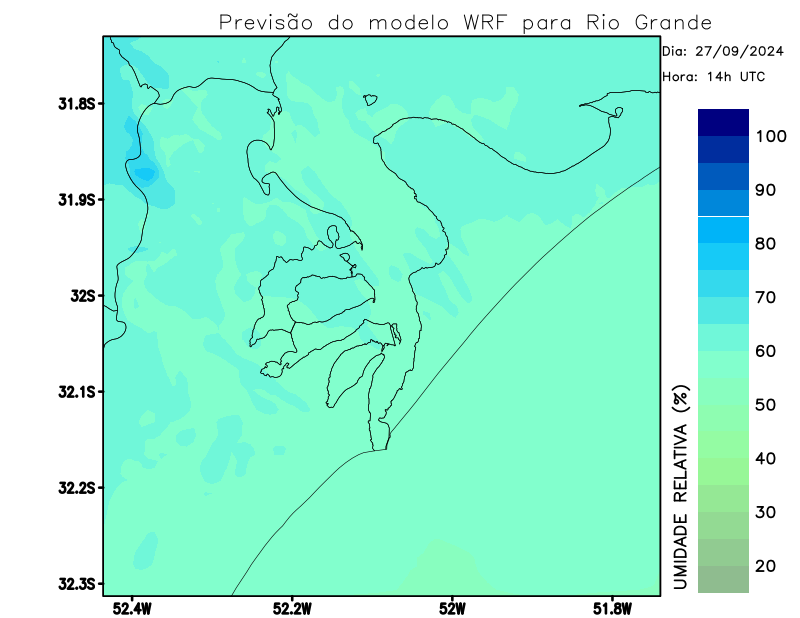 Previsão do modelo WRF para Rio Grande
Dia: 27/09/2024
Hora: 14h UTC
31.8S
31.9S
32S
32.1S
32.2S
32.3S
52.4W
52.2W
52W
51.8W
UMIDADE RELATIVA (%)
100
90
80
70
60
50
40
30
20